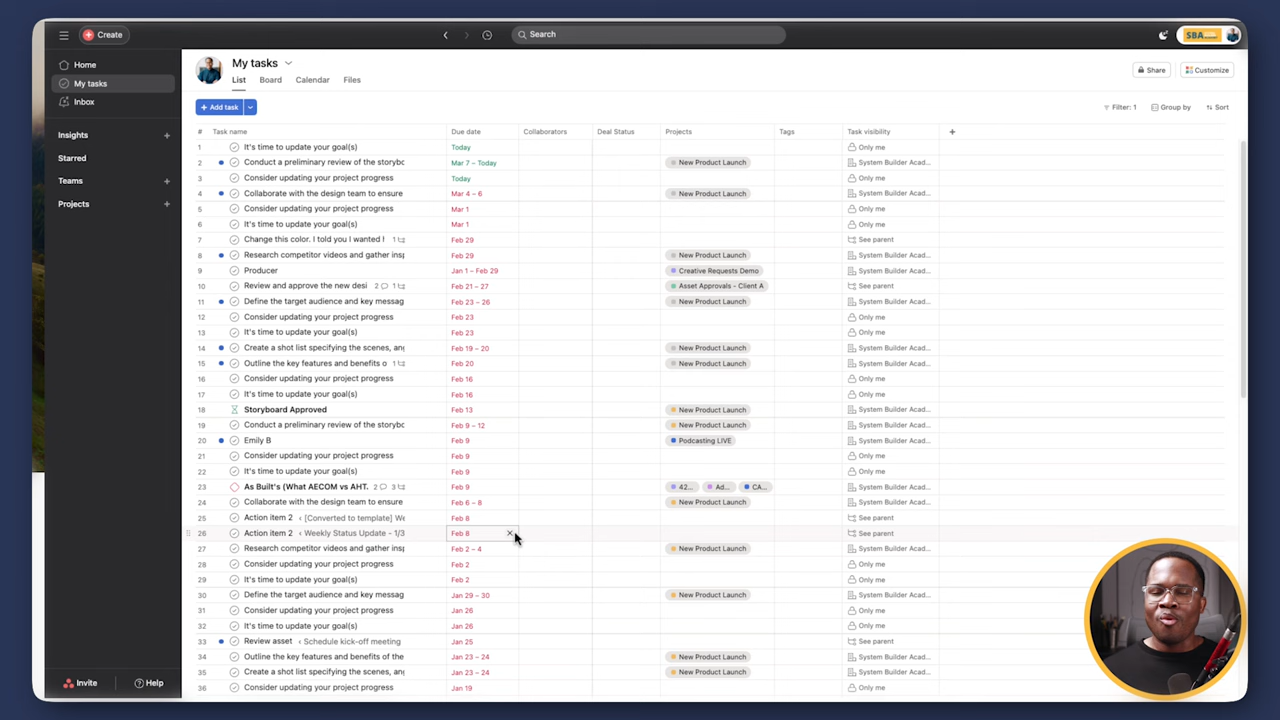 Create
Search
SBA
Home
My tasks
Inbox
Insights
Starred
Teams
Projects
Invite
Help
My tasks
List Board Calendar Files
Share Customize
Add task
Filter: 1 Group by Sort
# Task name Due date Collaborators Deal Status Projects Tags Task visibility
1 It's time to update your goal(s) Today Only me
2 Conduct a preliminary review of the storybo Mar 7 – Today New Product Launch System Builder Acad...
3 Consider updating your project progress Today Only me
4 Collaborate with the design team to ensure Mar 4 – 6 New Product Launch System Builder Acad...
5 Consider updating your project progress Mar 1 Only me
6 It's time to update your goal(s) Mar 1 Only me
7 Change this color. I told you I wanted 1 Feb 29 See parent
8 Research competitor videos and gather insp Feb 29 New Product Launch System Builder Acad...
9 Producer Jan 1 – Feb 29 Creative Requests Demo System Builder Acad...
10 Review and approve the new desi 2 1 Feb 21 – 27 Asset Approvals - Client A See parent
11 Define the target audience and key messag Feb 23 – 26 New Product Launch System Builder Acad...
12 Consider updating your project progress Feb 23 Only me
13 It's time to update your goal(s) Feb 23 Only me
14 Create a shot list specifying the scenes, ang Feb 19 – 20 New Product Launch System Builder Acad...
15 Outline the key features and benefits o 1 Feb 20 New Product Launch System Builder Acad...
16 Consider updating your project progress Feb 16 Only me
17 It's time to update your goal(s) Feb 16 Only me
18 Storyboard Approved Feb 13 New Product Launch System Builder Acad...
19 Conduct a preliminary review of the storybo Feb 9 – 12 New Product Launch System Builder Acad...
20 Emily B Feb 9 Podcasting LIVE System Builder Acad...
21 Consider updating your project progress Feb 9 Only me
22 It's time to update your goal(s) Feb 9 Only me
23 As Built's (What AECOM vs AHT. 2 3 Feb 9 42... Ad... CA... System Builder Acad...
24 Collaborate with the design team to ensure Feb 6 – 8 New Product Launch System Builder Acad...
25 Action item 2 ‹ [Converted to template] We Feb 8 See parent
26 Action item 2 ‹ Weekly Status Update - 1/3 Feb 8 See parent
27 Research competitor videos and gather insp Feb 2 – 4 New Product Launch System Builder Acad...
28 Consider updating your project progress Feb 2 Only me
29 It's time to update your goal(s) Feb 2 Only me
30 Define the target audience and key messag Jan 29 – 30 New Product Launch System Builder Acad...
31 Consider updating your project progress Jan 26 Only me
32 It's time to update your goal(s) Jan 26 Only me
33 Review asset ‹ Schedule kick-off meeting Jan 25 See parent
34 Outline the key features and benefits of the Jan 23 – 24 New Product Launch System Builder Acad...
35 Create a shot list specifying the scenes, ang Jan 23 – 24 New Product Launch System Builder Acad...
36 Consider updating your project progress Jan 19 Only me